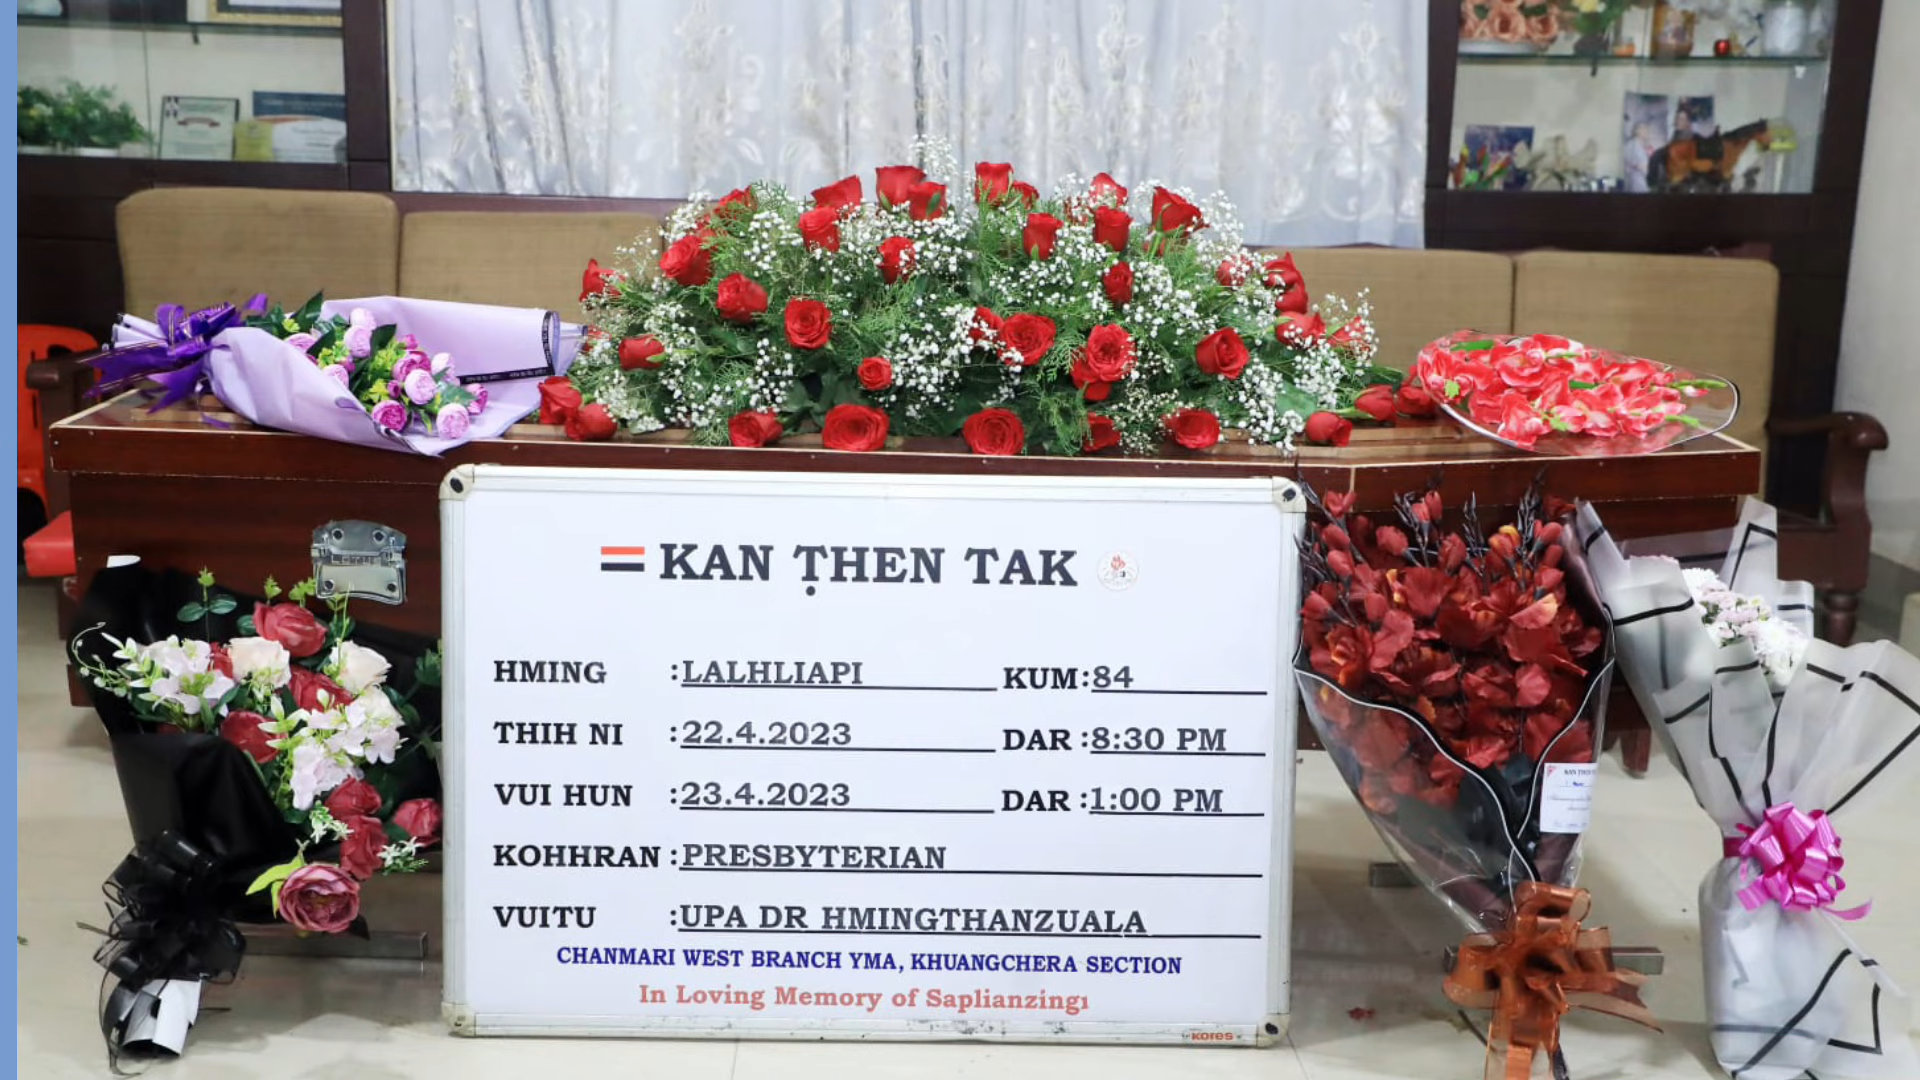 KAN ṬHEN TAK
HMING :LALHLIAPI KUM:84
THIH NI :22.4.2023 DAR :8:30 PM
VUI HUN :23.4.2023 DAR :1:00 PM
KOHHRAN :PRESBYTERIAN
VUITU :UPA DR HMINGTHANZUALA
CHANMARI WEST BRANCH YMA, KHUANGCHERA SECTION
In Loving Memory of Saplianzingi
Kores